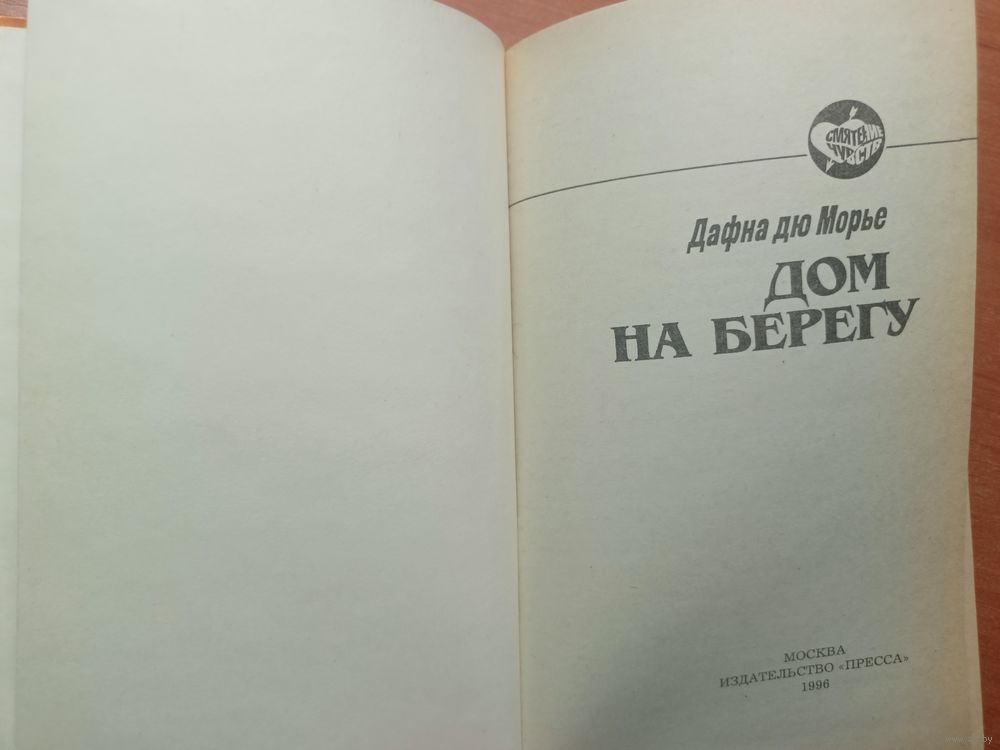 СМЯТЕНИЕ
ЧУВСТВ
Дафна дю Морье
ДОМ
НА БЕРЕГУ
МОСКВА
ИЗДАТЕЛЬСТВО «ПРЕССА»
1996